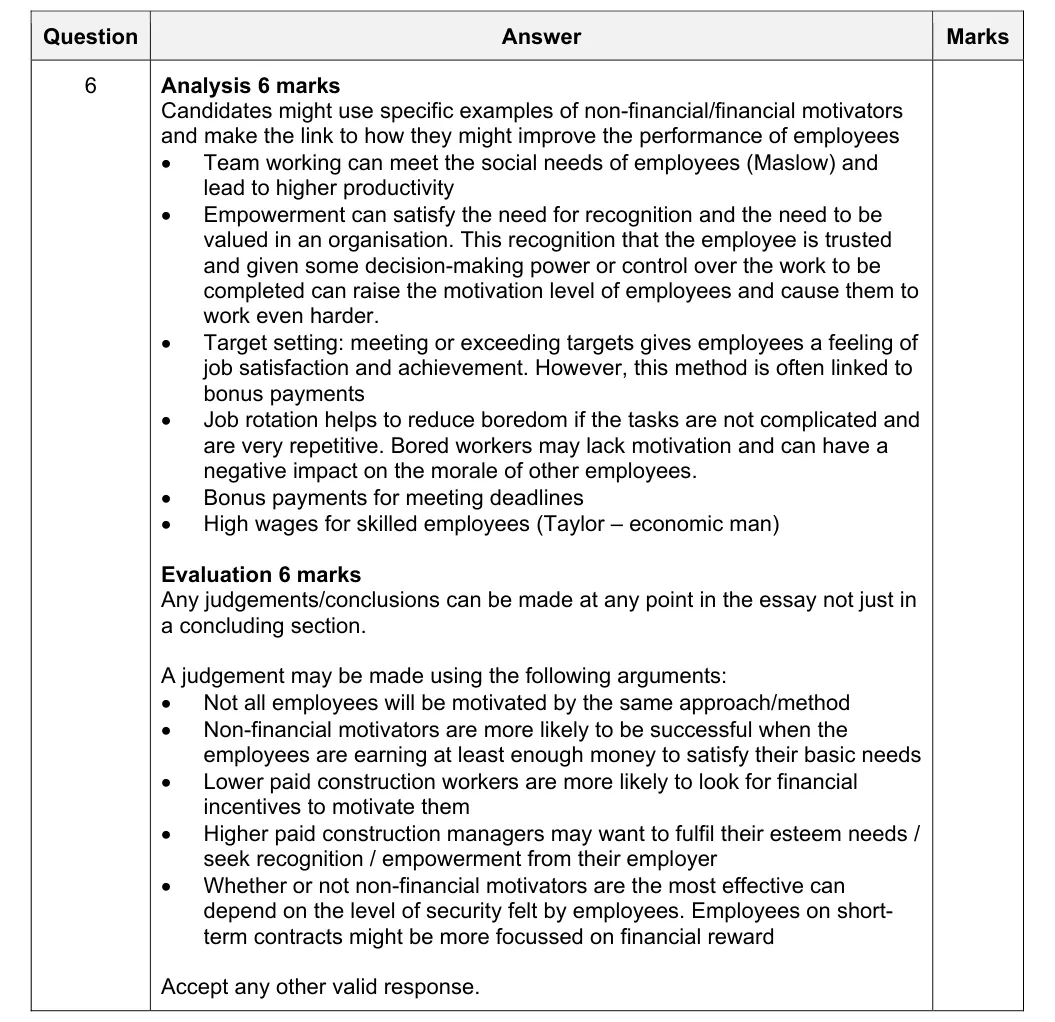 Question Answer Marks
6 Analysis 6 marks
Candidates might use specific examples of non-financial/financial motivators
and make the link to how they might improve the performance of employees
• Team working can meet the social needs of employees (Maslow) and
lead to higher productivity
• Empowerment can satisfy the need for recognition and the need to be
valued in an organisation. This recognition that the employee is trusted
and given some decision-making power or control over the work to be
completed can raise the motivation level of employees and cause them to
work even harder.
• Target setting: meeting or exceeding targets gives employees a feeling of
job satisfaction and achievement. However, this method is often linked to
bonus payments
• Job rotation helps to reduce boredom if the tasks are not complicated and
are very repetitive. Bored workers may lack motivation and can have a
negative impact on the morale of other employees.
• Bonus payments for meeting deadlines
• High wages for skilled employees (Taylor – economic man)
Evaluation 6 marks
Any judgements/conclusions can be made at any point in the essay not just in
a concluding section.
A judgement may be made using the following arguments:
• Not all employees will be motivated by the same approach/method
• Non-financial motivators are more likely to be successful when the
employees are earning at least enough money to satisfy their basic needs
• Lower paid construction workers are more likely to look for financial
incentives to motivate them
• Higher paid construction managers may want to fulfil their esteem needs /
seek recognition / empowerment from their employer
• Whether or not non-financial motivators are the most effective can
depend on the level of security felt by employees. Employees on short-
term contracts might be more focussed on financial reward
Accept any other valid response.